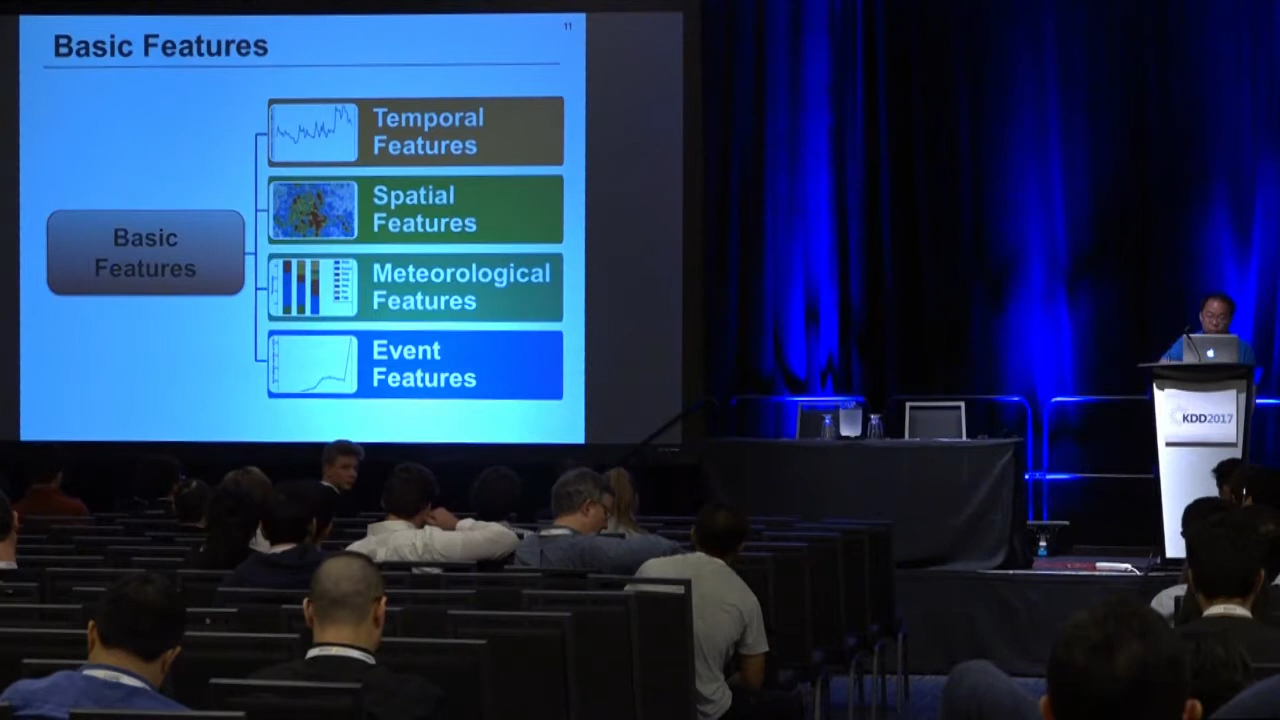 11
Basic Features
Temporal
Features
Spatial
Features
Basic
Features
Meteorological
Features
Event
Features
KDD2017